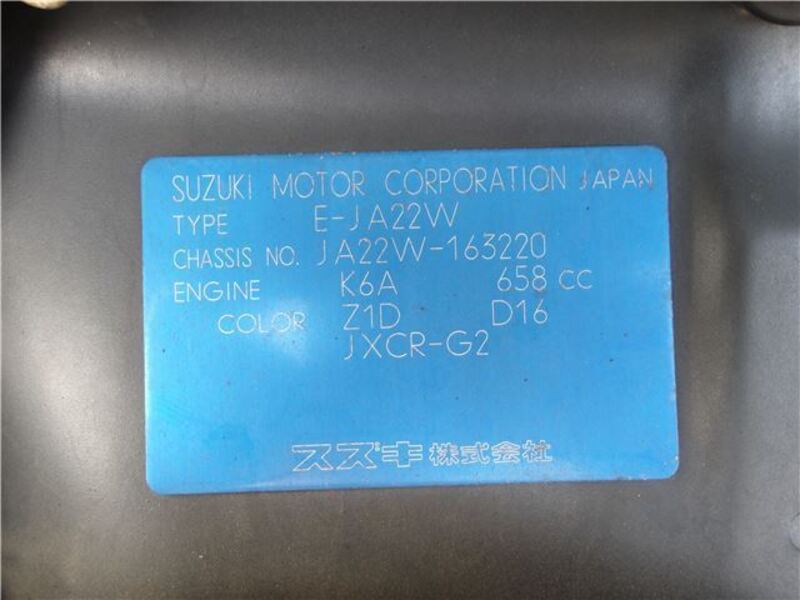 SUZUKI MOTOR CORPORATION JAPAN
TYPE E-JA22W
CHASSIS NO. JA22W-163220
ENGINE K6A 658 CC
COLOR Z1D D16
JXCR-G2
スズキ株式会社